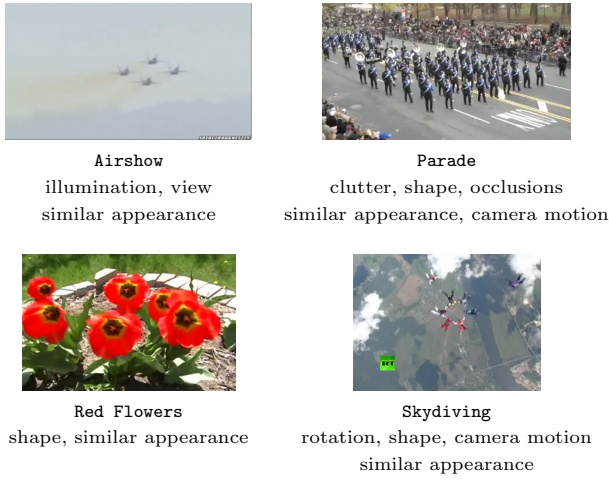 Airshow
illumination, view
similar appearance
Parade
clutter, shape, occlusions
similar appearance, camera motion
RT
Red Flowers
shape, similar appearance
Skydiving
rotation, shape, camera motion
similar appearance